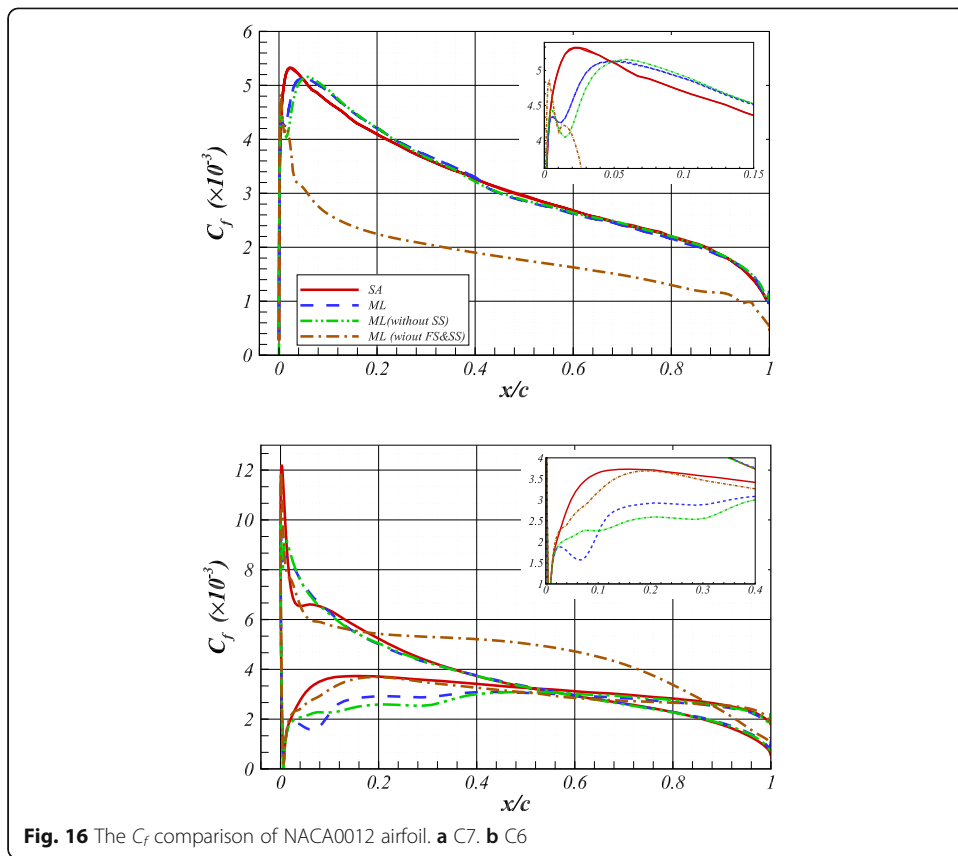 6
5
4
3
2
1
0
C_f (×10⁻³)
0 0.2 0.4 0.6 0.8 1
x/c
SA
ML
ML(without SS)
ML (wiout FS&SS)
5
4.5
4
0 0.05 0.1 0.15
12
10
8
6
4
2
0
C_f (×10⁻³)
0 0.2 0.4 0.6 0.8 1
x/c
4
3.5
3
2.5
2
1.5
1
0 0.1 0.2 0.3 0.4
Fig. 16 The C_f comparison of NACA0012 airfoil. a C7. b C6